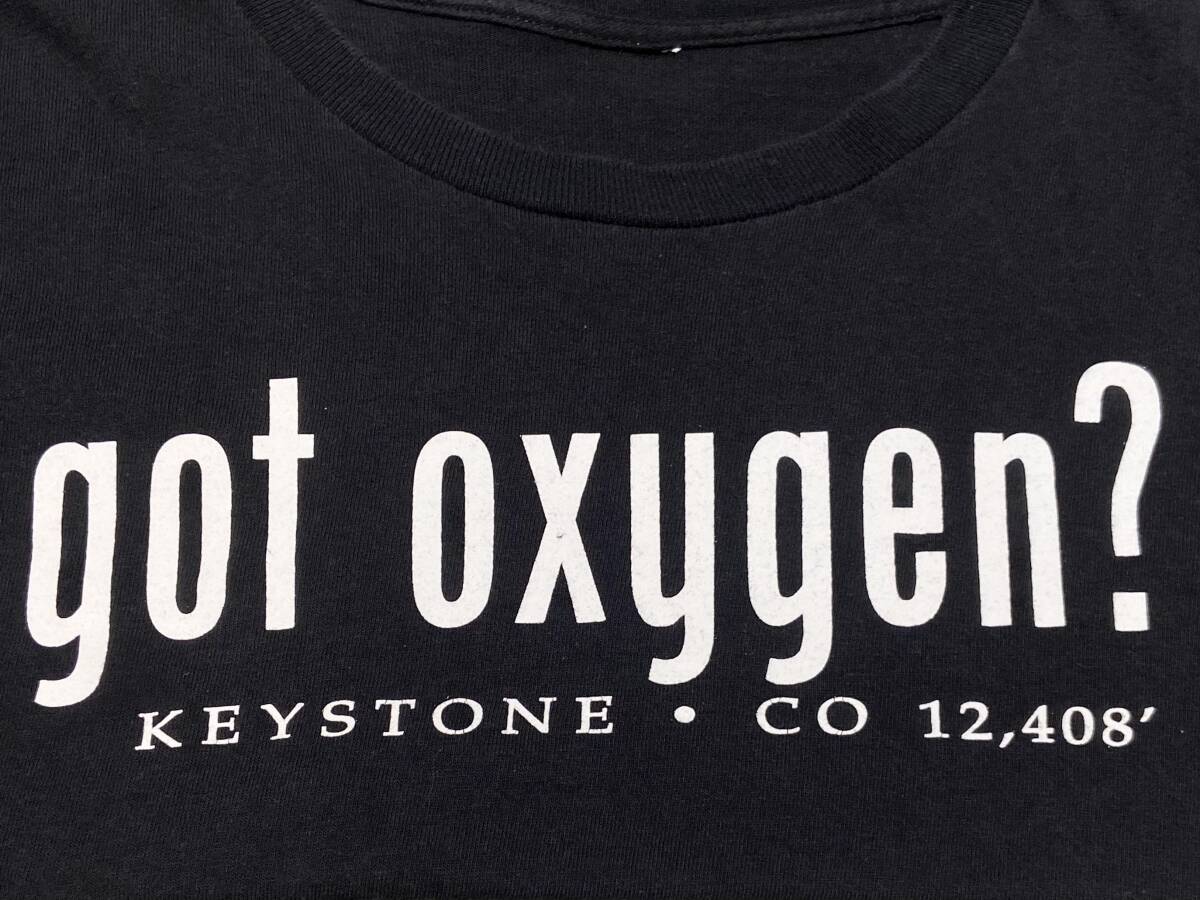 got oxygen?
KEYSTONE • CO 12,408'